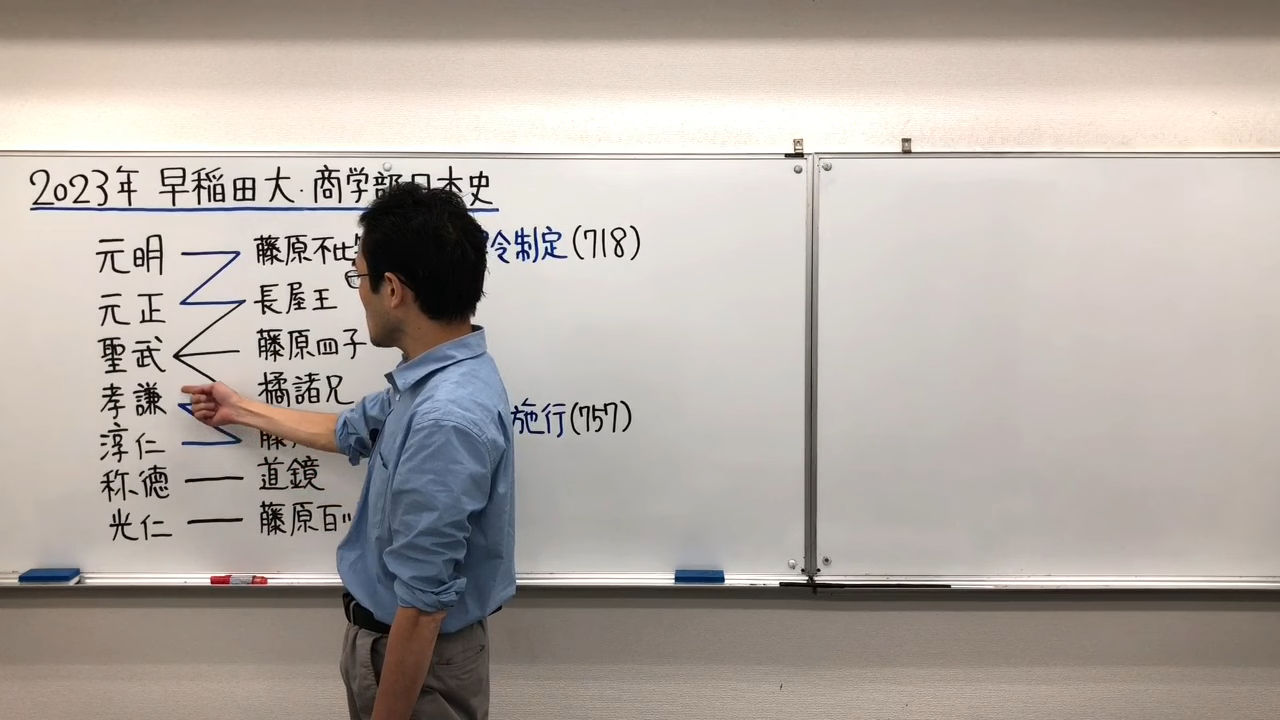 2023年 早稲田大・商学部日本史
元明 藤原不比 令制定(718)
元正 長屋王
聖武 藤原四子
孝謙 橘諸兄 施行(757)
淳仁 藤
称徳 道鏡
光仁 藤原百